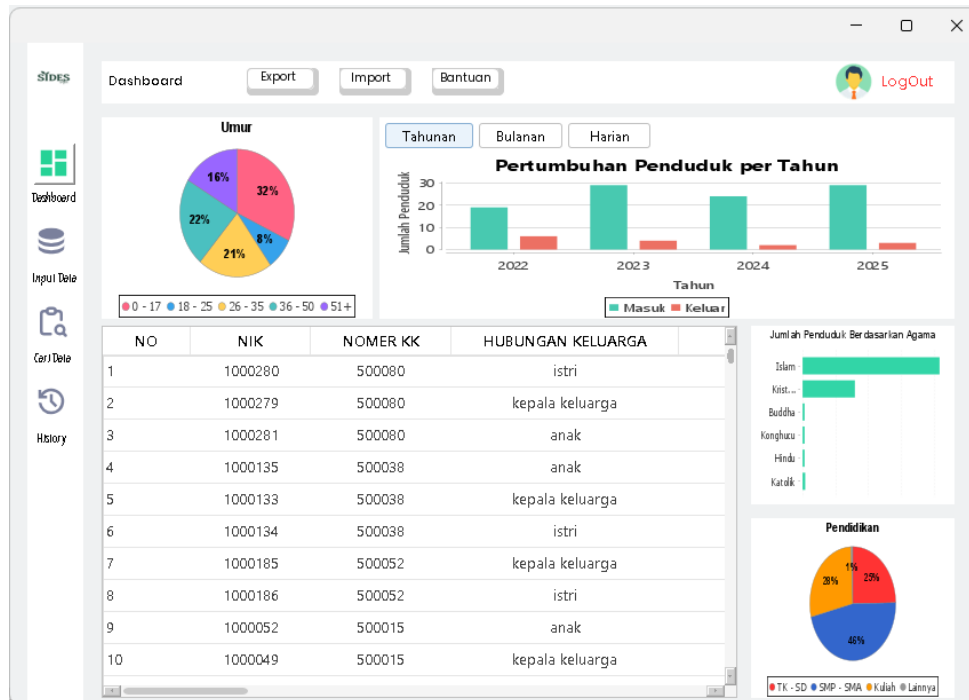 SIDES
Dashboard
Export
Import
Bantuan
LogOut
Dashboard
Input Data
Cari Data
History
Umur
16%
32%
22%
8%
21%
0 - 17 18 - 25 26 - 35 36 - 50 51+
Tahunan
Bulanan
Harian
Pertumbuhan Penduduk per Tahun
Jumlah Penduduk
30
20
10
0
2022 2023 2024 2025
Tahun
Masuk Keluar
NO NIK NOMER KK HUBUNGAN KELUARGA
1 1000280 500080 istri
2 1000279 500080 kepala keluarga
3 1000281 500080 anak
4 1000135 500038 anak
5 1000133 500038 kepala keluarga
6 1000134 500038 istri
7 1000185 500052 kepala keluarga
8 1000186 500052 istri
9 1000052 500015 anak
10 1000049 500015 kepala keluarga
Jumlah Penduduk Berdasarkan Agama
Islam
Krist...
Buddha
Konghucu
Hindu
Katolik
Pendidikan
1%
28%
25%
46%
TK - SD SMP - SMA Kuliah Lainnya